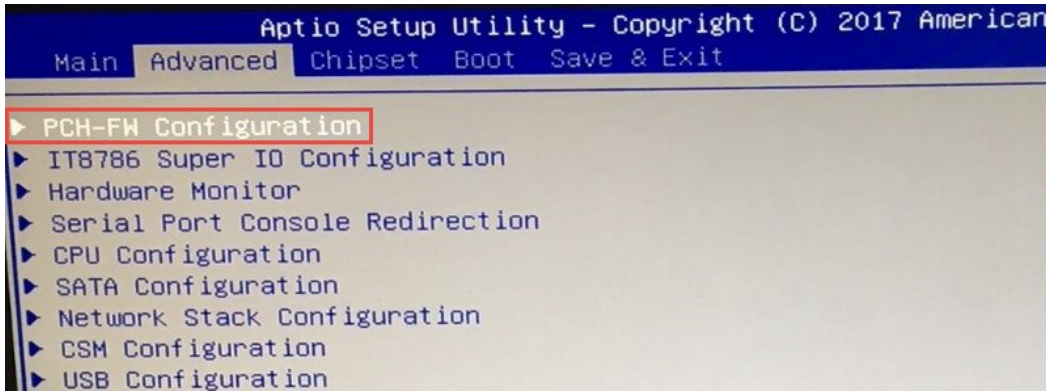 Aptio Setup Utility – Copyright (C) 2017 American
Main Advanced Chipset Boot Save & Exit
▶ PCH-FW Configuration
▶ IT8786 Super IO Configuration
▶ Hardware Monitor
▶ Serial Port Console Redirection
▶ CPU Configuration
▶ SATA Configuration
▶ Network Stack Configuration
▶ CSM Configuration
▶ USB Configuration